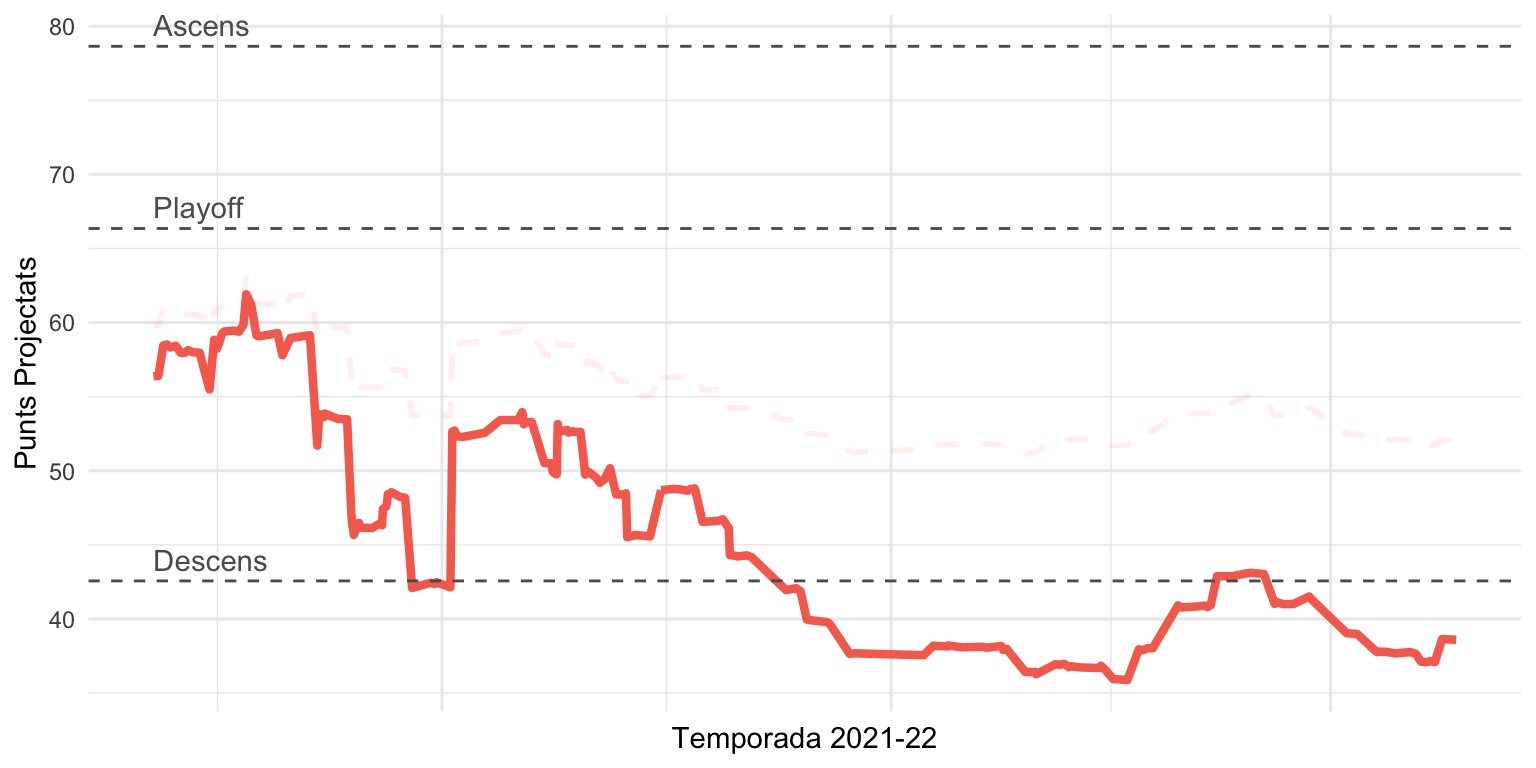 80
Ascens
70
Playoff
60
50
Descens
40
Punts Projectats
Temporada 2021-22